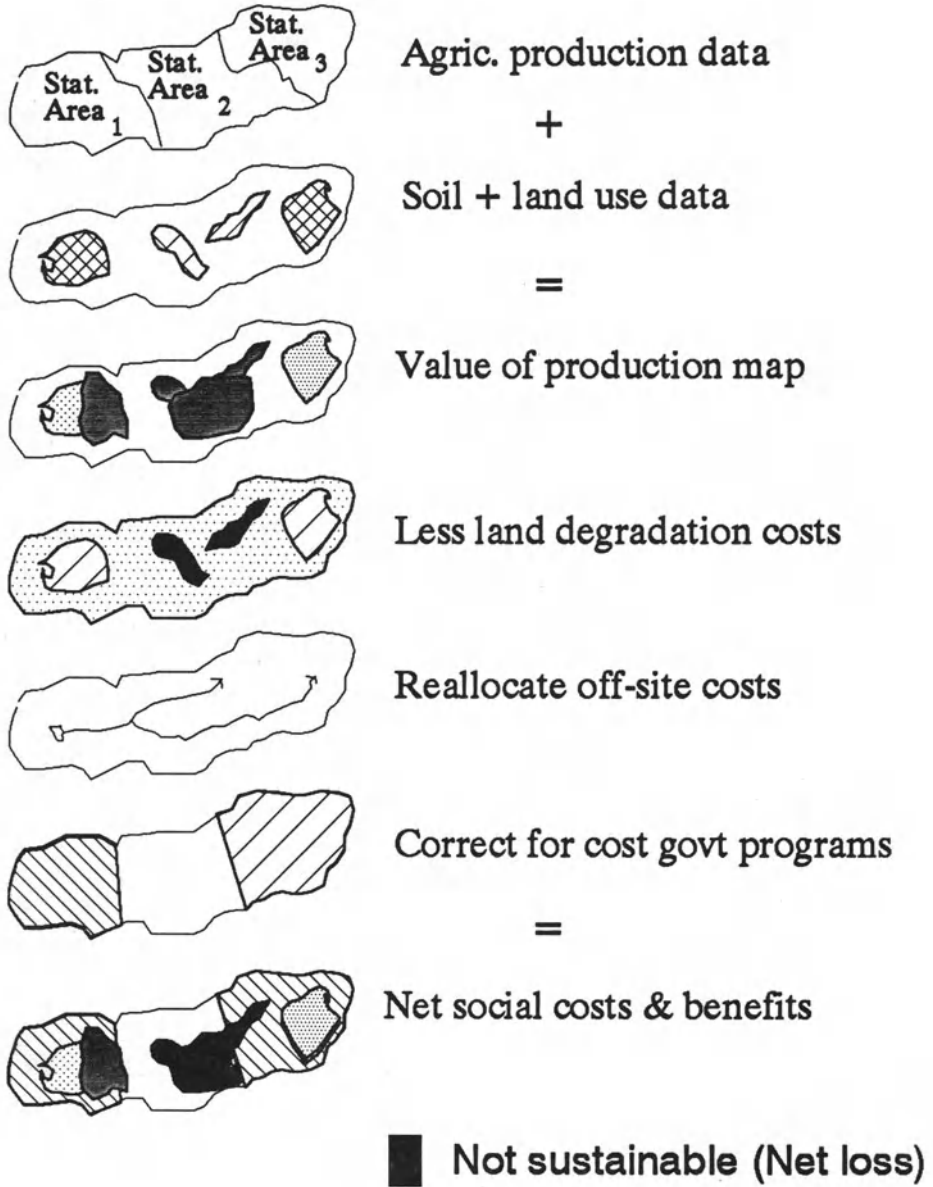 Stat.
Area 1
Stat.
Area 2
Stat.
Area 3
Agric. production data
+
Soil + land use data
=
Value of production map
Less land degradation costs
Reallocate off-site costs
Correct for cost govt programs
=
Net social costs & benefits
Not sustainable (Net loss)